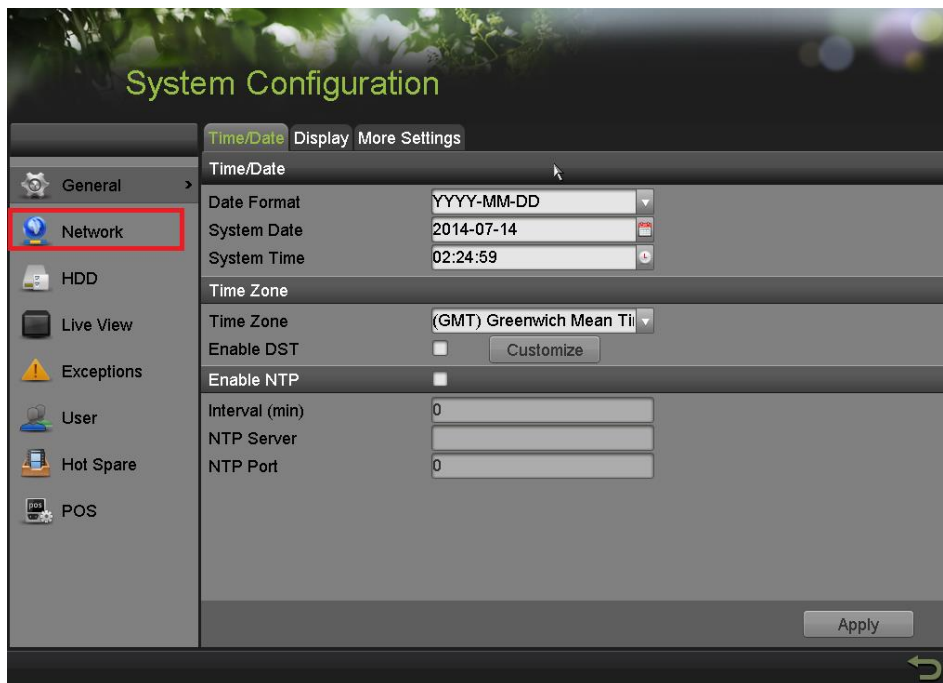 System Configuration
Time/Date Display More Settings
General >
Network
HDD
Live View
Exceptions
User
Hot Spare
pos
POS
Time/Date
Date Format YYYY-MM-DD
System Date 2014-07-14
System Time 02:24:59
Time Zone
Time Zone (GMT) Greenwich Mean
Enable DST Customize
Enable NTP
Interval (min) 0
NTP Server
NTP Port 0
Apply